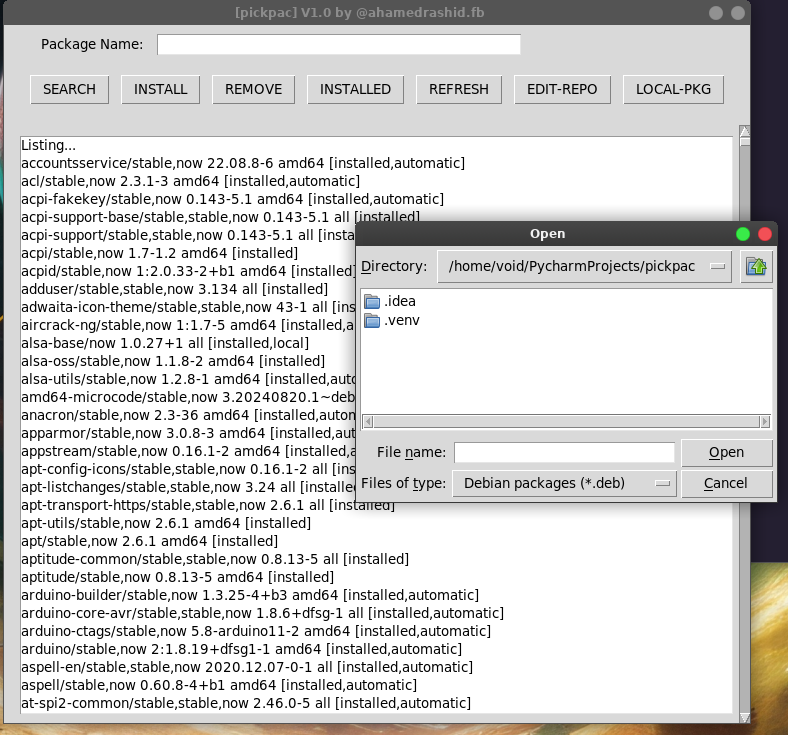 [pickpac] V1.0 by @ahamedrashid.fb
Package Name:
SEARCH INSTALL REMOVE INSTALLED REFRESH EDIT-REPO LOCAL-PKG
Listing...
accountsservice/stable,now 22.08.8-6 amd64 [installed,automatic]
acl/stable,now 2.3.1-3 amd64 [installed,automatic]
acpi-fakekey/stable,now 0.143-5.1 amd64 [installed,automatic]
acpi-support-base/stable,stable,now 0.143-5.1 all [installed]
acpi-support/stable,stable,now 0.143-5.1 all [insta
acpi/stable,now 1.7-1.2 amd64 [installed]
acpid/stable,now 1:2.0.33-2+b1 amd64 [installed]
adduser/stable,stable,now 3.134 all [installed]
adwaita-icon-theme/stable,stable,now 43-1 all [ins
aircrack-ng/stable,now 1:1.7-5 amd64 [installed,a
alsa-base/now 1.0.27+1 all [installed,local]
alsa-oss/stable,now 1.1.8-2 amd64 [installed]
alsa-utils/stable,now 1.2.8-1 amd64 [installed,auto
amd64-microcode/stable,now 3.20240820.1~deb
anacron/stable,now 2.3-36 amd64 [installed,auton
apparmor/stable,now 3.0.8-3 amd64 [installed,aut
appstream/stable,now 0.16.1-2 amd64 [installed,a
apt-config-icons/stable,stable,now 0.16.1-2 all [ins
apt-listchanges/stable,now 3.24 all [installe
apt-transport-https/stable,stable,now 2.6.1 all [installed]
apt-utils/stable,now 2.6.1 amd64 [installed]
apt/stable,now 2.6.1 amd64 [installed]
aptitude-common/stable,stable,now 0.8.13-5 all [installed]
aptitude/stable,now 0.8.13-5 amd64 [installed]
arduino-builder/stable,now 1.3.25-4+b3 amd64 [installed,automatic]
arduino-core-avr/stable,stable,now 1.8.6+dfsg-1 all [installed,automatic]
arduino-ctags/stable,now 5.8-arduino11-2 amd64 [installed,automatic]
arduino/stable,now 2:1.8.19+dfsg1-1 amd64 [installed]
aspell-en/stable,stable,now 2020.12.07-0-1 all [installed,automatic]
aspell/stable,now 0.60.8-4+b1 amd64 [installed,automatic]
at-spi2-common/stable,stable,now 2.46.0-5 all [installed,automatic]
Open
Directory: /home/void/PycharmProjects/pickpac
.idea
.venv
File name: Open
Files of type: Debian packages (*.deb) Cancel